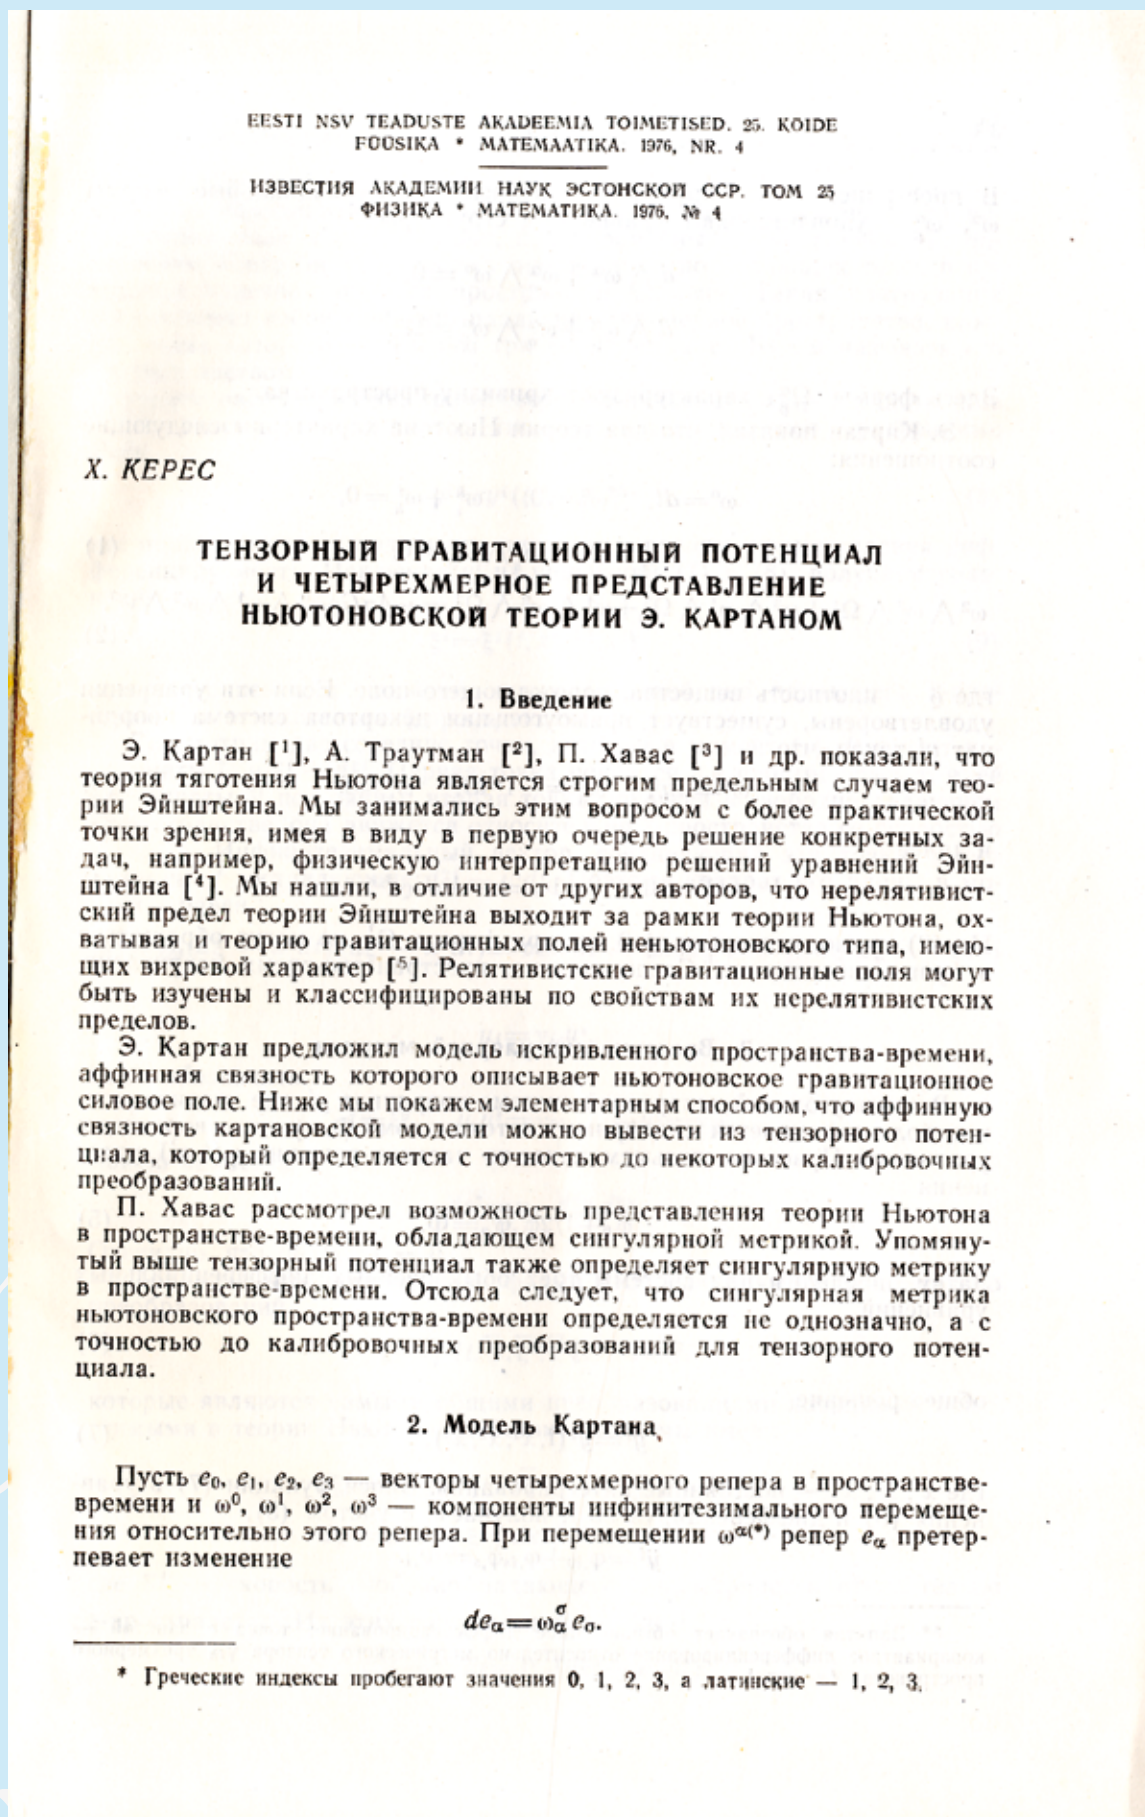 EESTI NSV TEADUSTE AKADEEMIA TOIMETISED. 25. KOIDE
FÜÜSIKA * MATEMAATIKA. 1976, NR. 4
ИЗВЕСТИЯ АКАДЕМИИ НАУК ЭСТОНСКОЙ ССР. ТОМ 25
ФИЗИКА * МАТЕМАТИКА. 1976, № 4
Х. КЕРЕС
ТЕНЗОРНЫЙ ГРАВИТАЦИОННЫЙ ПОТЕНЦИАЛ
И ЧЕТЫРЕХМЕРНОЕ ПРЕДСТАВЛЕНИЕ
НЬЮТОНОВСКОЙ ТЕОРИИ Э. КАРТАНОМ
1. Введение
Э. Картан [¹], А. Траутман [²], П. Хавас [³] и др. показали, что
теория тяготения Ньютона является строгим предельным случаем тео-
рии Эйнштейна. Мы занимались этим вопросом с более практической
точки зрения, имея в виду в первую очередь решение конкретных за-
дач, например, физическую интерпретацию решений уравнений Эйн-
штейна [⁴]. Мы нашли, в отличие от других авторов, что нерелятивист-
ский предел теории Эйнштейна выходит за рамки теории Ньютона, ох-
ватывая и теорию гравитационных полей неньютоновского типа, имею-
щих вихревой характер [⁵]. Релятивистские гравитационные поля могут
быть изучены и классифицированы по свойствам их нерелятивистских
пределов.
Э. Картан предложил модель искривленного пространства-времени,
аффинная связность которого описывает ньютоновское гравитационное
силовое поле. Ниже мы покажем элементарным способом, что аффинную
связность картановской модели можно вывести из тензорного потен-
циала, который определяется с точностью до некоторых калибровочных
преобразований.
П. Хавас рассмотрел возможность представления теории Ньютона
в пространстве-времени, обладающем сингулярной метрикой. Упомяну-
тый выше тензорный потенциал также определяет сингулярную метрику
в пространстве-времени. Отсюда следует, что сингулярная метрика
ньютоновского пространства-времени определяется не однозначно, а с
точностью до калибровочных преобразований для тензорного потен-
циала.
2. Модель Картана
Пусть e₀, e₁, e₂, e₃ — векторы четырехмерного репера в пространстве-
времени и ω⁰, ω¹, ω², ω³ — компоненты инфинитезимального перемеще-
ния относительно этого репера. При перемещении ω^α(*) репер e_α претер-
певает изменение
de_α = ω_α^σ e_σ.
* Греческие индексы пробегают значения 0, 1, 2, 3, а латинские — 1, 2, 3.